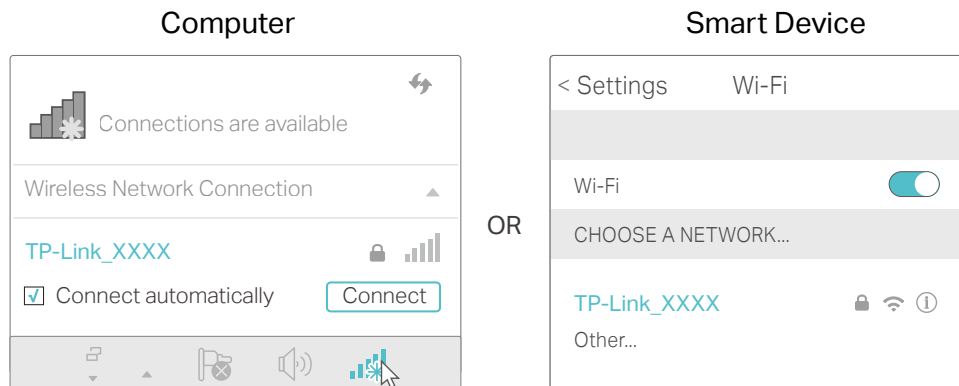 Computer
Connections are available
Wireless Network Connection
TP-Link_XXXX
Connect automatically
Connect
OR
Smart Device
< Settings Wi-Fi
Wi-Fi
CHOOSE A NETWORK...
TP-Link_XXXX
Other...